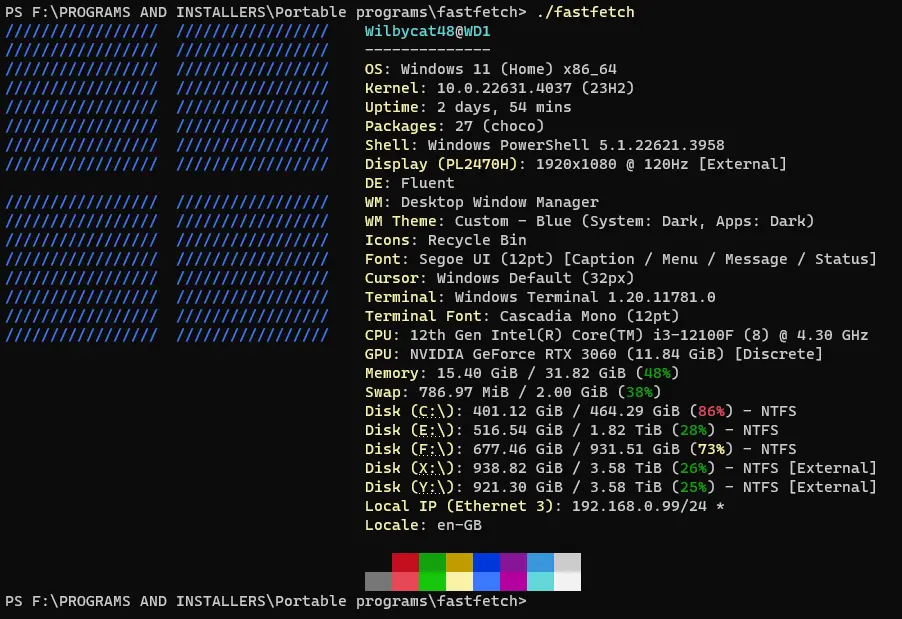 PS F:\PROGRAMS AND INSTALLERS\Portable programs\fastfetch> ./fastfetch
/////////////////  /////////////////    Wilbycat48@WD1
/////////////////  /////////////////    --------------
/////////////////  /////////////////    OS: Windows 11 (Home) x86_64
/////////////////  /////////////////    Kernel: 10.0.22631.4037 (23H2)
/////////////////  /////////////////    Uptime: 2 days, 54 mins
/////////////////  /////////////////    Packages: 27 (choco)
/////////////////  /////////////////    Shell: Windows PowerShell 5.1.22621.3958
/////////////////  /////////////////    Display (PL2470H): 1920x1080 @ 120Hz [External]
                                        DE: Fluent
/////////////////  /////////////////    WM: Desktop Window Manager
/////////////////  /////////////////    WM Theme: Custom - Blue (System: Dark, Apps: Dark)
/////////////////  /////////////////    Icons: Recycle Bin
/////////////////  /////////////////    Font: Segoe UI (12pt) [Caption / Menu / Message / Status]
/////////////////  /////////////////    Cursor: Windows Default (32px)
/////////////////  /////////////////    Terminal: Windows Terminal 1.20.11781.0
/////////////////  /////////////////    Terminal Font: Cascadia Mono (12pt)
/////////////////  /////////////////    CPU: 12th Gen Intel(R) Core(TM) i3-12100F (8) @ 4.30 GHz
                                        GPU: NVIDIA GeForce RTX 3060 (11.84 GiB) [Discrete]
                                        Memory: 15.40 GiB / 31.82 GiB (48%)
                                        Swap: 786.97 MiB / 2.00 GiB (38%)
                                        Disk (C:\): 401.12 GiB / 464.29 GiB (86%) - NTFS
                                        Disk (E:\): 516.54 GiB / 1.82 TiB (28%) - NTFS
                                        Disk (F:\): 677.46 GiB / 931.51 GiB (73%) - NTFS
                                        Disk (X:\): 938.82 GiB / 3.58 TiB (26%) - NTFS [External]
                                        Disk (Y:\): 921.30 GiB / 3.58 TiB (25%) - NTFS [External]
                                        Local IP (Ethernet 3): 192.168.0.99/24 *
                                        Locale: en-GB
PS F:\PROGRAMS AND INSTALLERS\Portable programs\fastfetch>